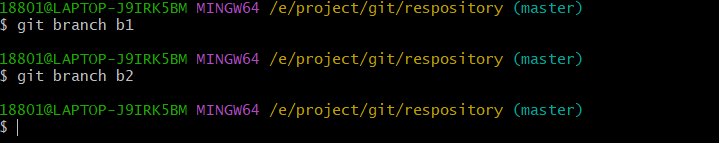 18801@LAPTOP-J9IRK5BM MINGW64 /e/project/git/respository (master)
$ git branch b1
18801@LAPTOP-J9IRK5BM MINGW64 /e/project/git/respository (master)
$ git branch b2
18801@LAPTOP-J9IRK5BM MINGW64 /e/project/git/respository (master)
$